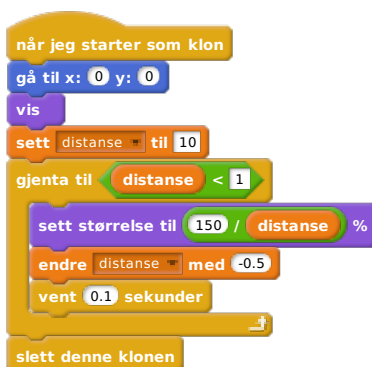 når jeg starter som klon
gå til x: 0 y: 0
vis
sett distanse til 10
gjenta til distanse < 1
sett størrelse til 150 / distanse %
endre distanse med -0.5
vent 0.1 sekunder
slett denne klonen